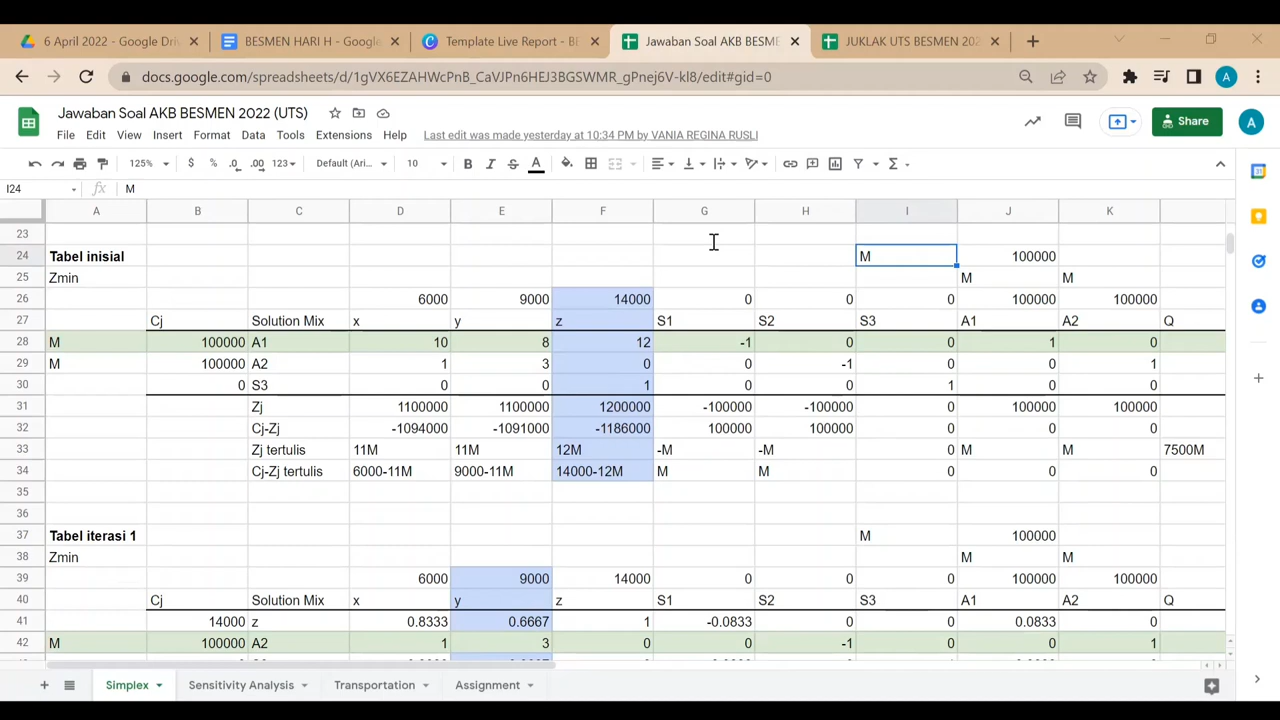 6 April 2022 - Google Driv
BESMEN HARI H - Google
Template Live Report - BE
Jawaban Soal AKB BESME
JUKLAK UTS BESMEN 202
docs.google.com/spreadsheets/d/1gVX6EZAHWcPnB_CaVJPn6HEJ3BGSWMR_gPnej6V-kI8/edit#gid=0
A
Jawaban Soal AKB BESMEN 2022 (UTS)
File Edit View Insert Format Data Tools Extensions Help Last edit was made yesterday at 10:34 PM by VANIA REGINA RUSLI
Share
A
125% $ % .0 .00 123 Default (Ari... 10 B I S A
I24 fx M
A B C D E F G H I J K
23
24 Tabel inisial M 100000
25 Zmin M M
26 6000 9000 14000 0 0 0 100000 100000
27 Cj Solution Mix x y z S1 S2 S3 A1 A2 Q
28 M 100000 A1 10 8 12 -1 0 0 1 0
29 M 100000 A2 1 3 0 0 -1 0 0 1
30 0 S3 0 0 1 0 0 1 0 0
31 Zj 1100000 1100000 1200000 -100000 -100000 0 100000 100000
32 Cj-Zj -1094000 -1091000 -1186000 100000 100000 0 0 0
33 Zj tertulis 11M 11M 12M -M -M 0 M M 7500M
34 Cj-Zj tertulis 6000-11M 9000-11M 14000-12M M M 0 0 0
35
36
37 Tabel iterasi 1 M 100000
38 Zmin M M
39 6000 9000 14000 0 0 0 100000 100000
40 Cj Solution Mix x y z S1 S2 S3 A1 A2 Q
41 14000 z 0.8333 0.6667 1 -0.0833 0 0 0.0833 0
42 M 100000 A2 1 3 0 0 -1 0 0 1
Simplex Sensitivity Analysis Transportation Assignment